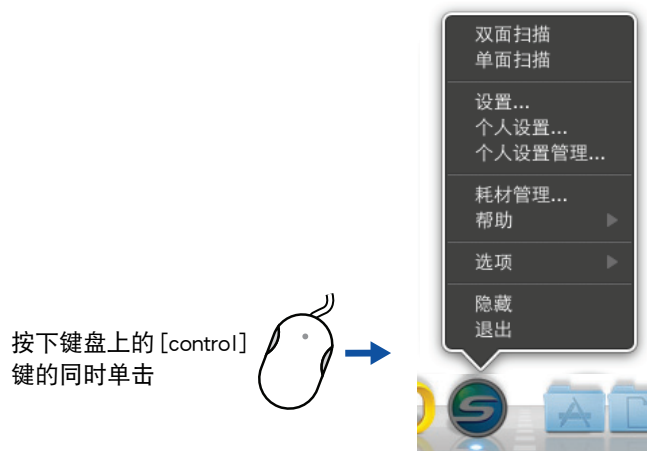 双面扫描
单面扫描
设置...
个人设置...
个人设置管理...
耗材管理...
帮助
选项
隐藏
退出
按下键盘上的[control]
键的同时单击